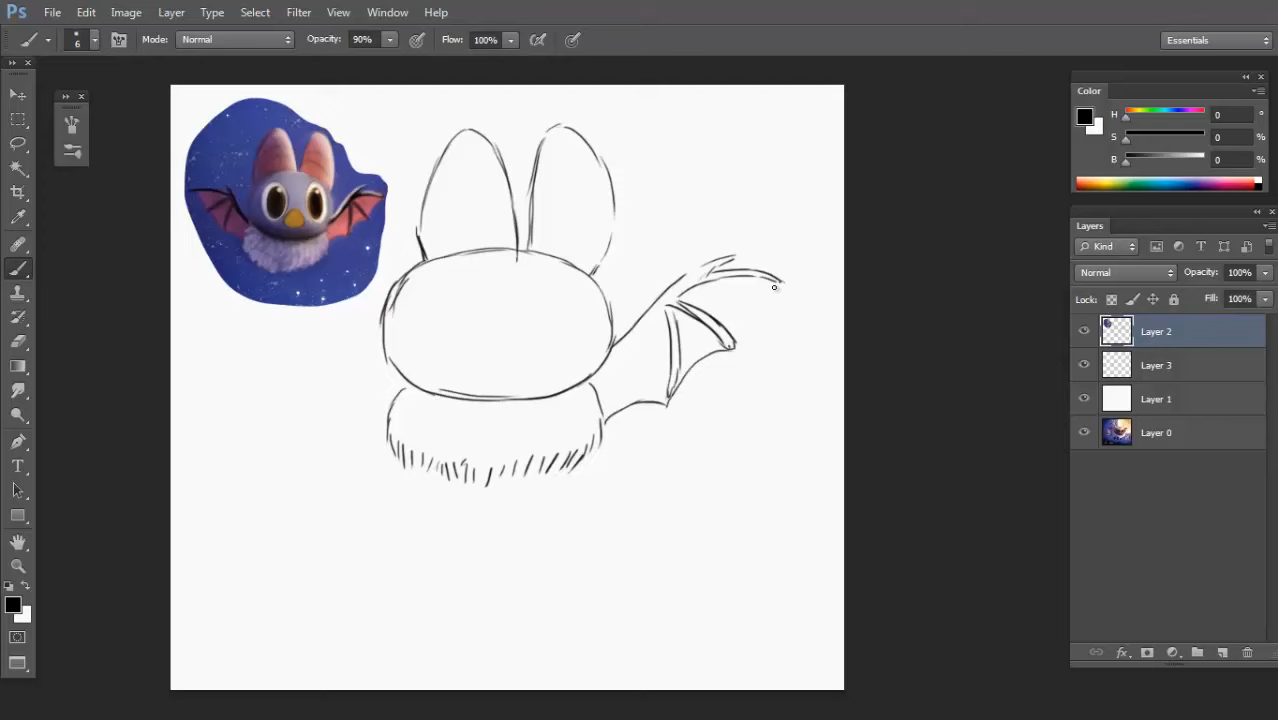 Ps File Edit Image Layer Type Select Filter View Window Help
6 Mode: Normal Opacity: 90% Flow: 100% Essentials
Color
H 0 °
S 0 %
B 0 %
Layers
Kind
Normal Opacity: 100%
Lock: Fill: 100%
Layer 2
Layer 3
Layer 1
Layer 0
fx
T